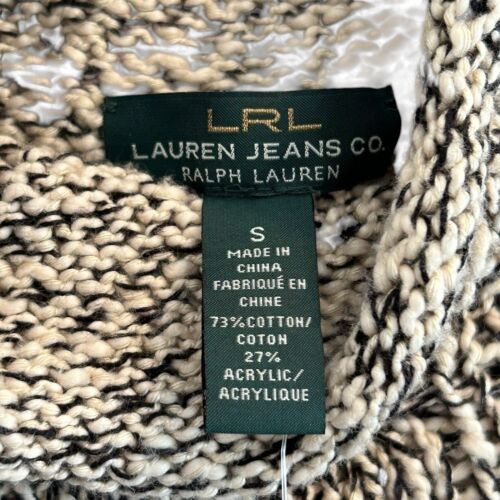 LRL
LAUREN JEANS CO.
RALPH LAUREN
S
MADE IN
CHINA
FABRIQUÉ EN
CHINE
73%COTTON/
COTON
27%
ACRYLIC/
ACRYLIQUE